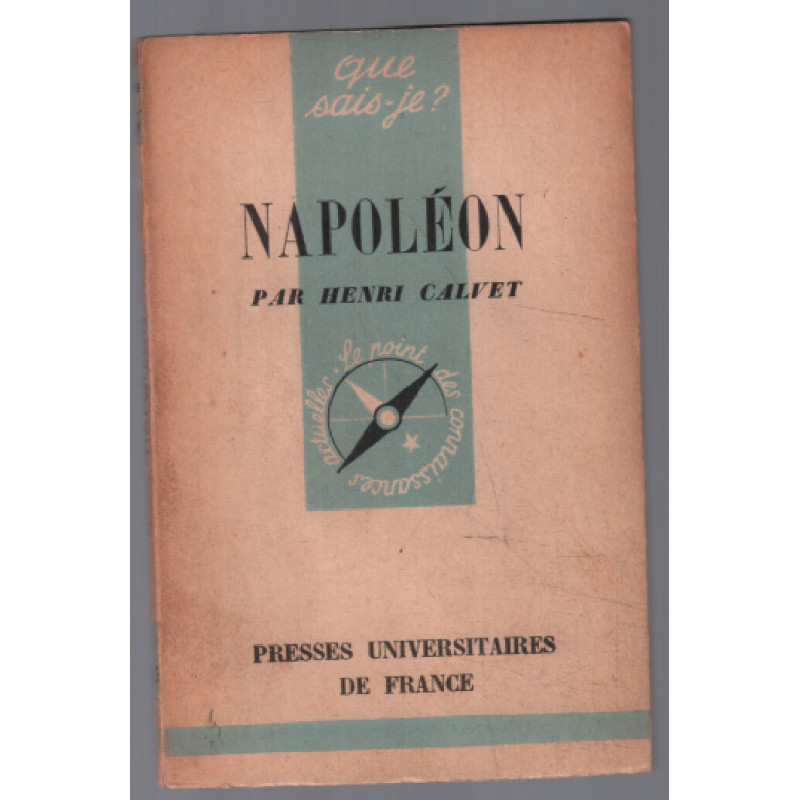 que
sais-je?
NAPOLÉON
PAR HENRI CALVET
Le point des connaissances actuelles
PRESSES UNIVERSITAIRES
DE FRANCE